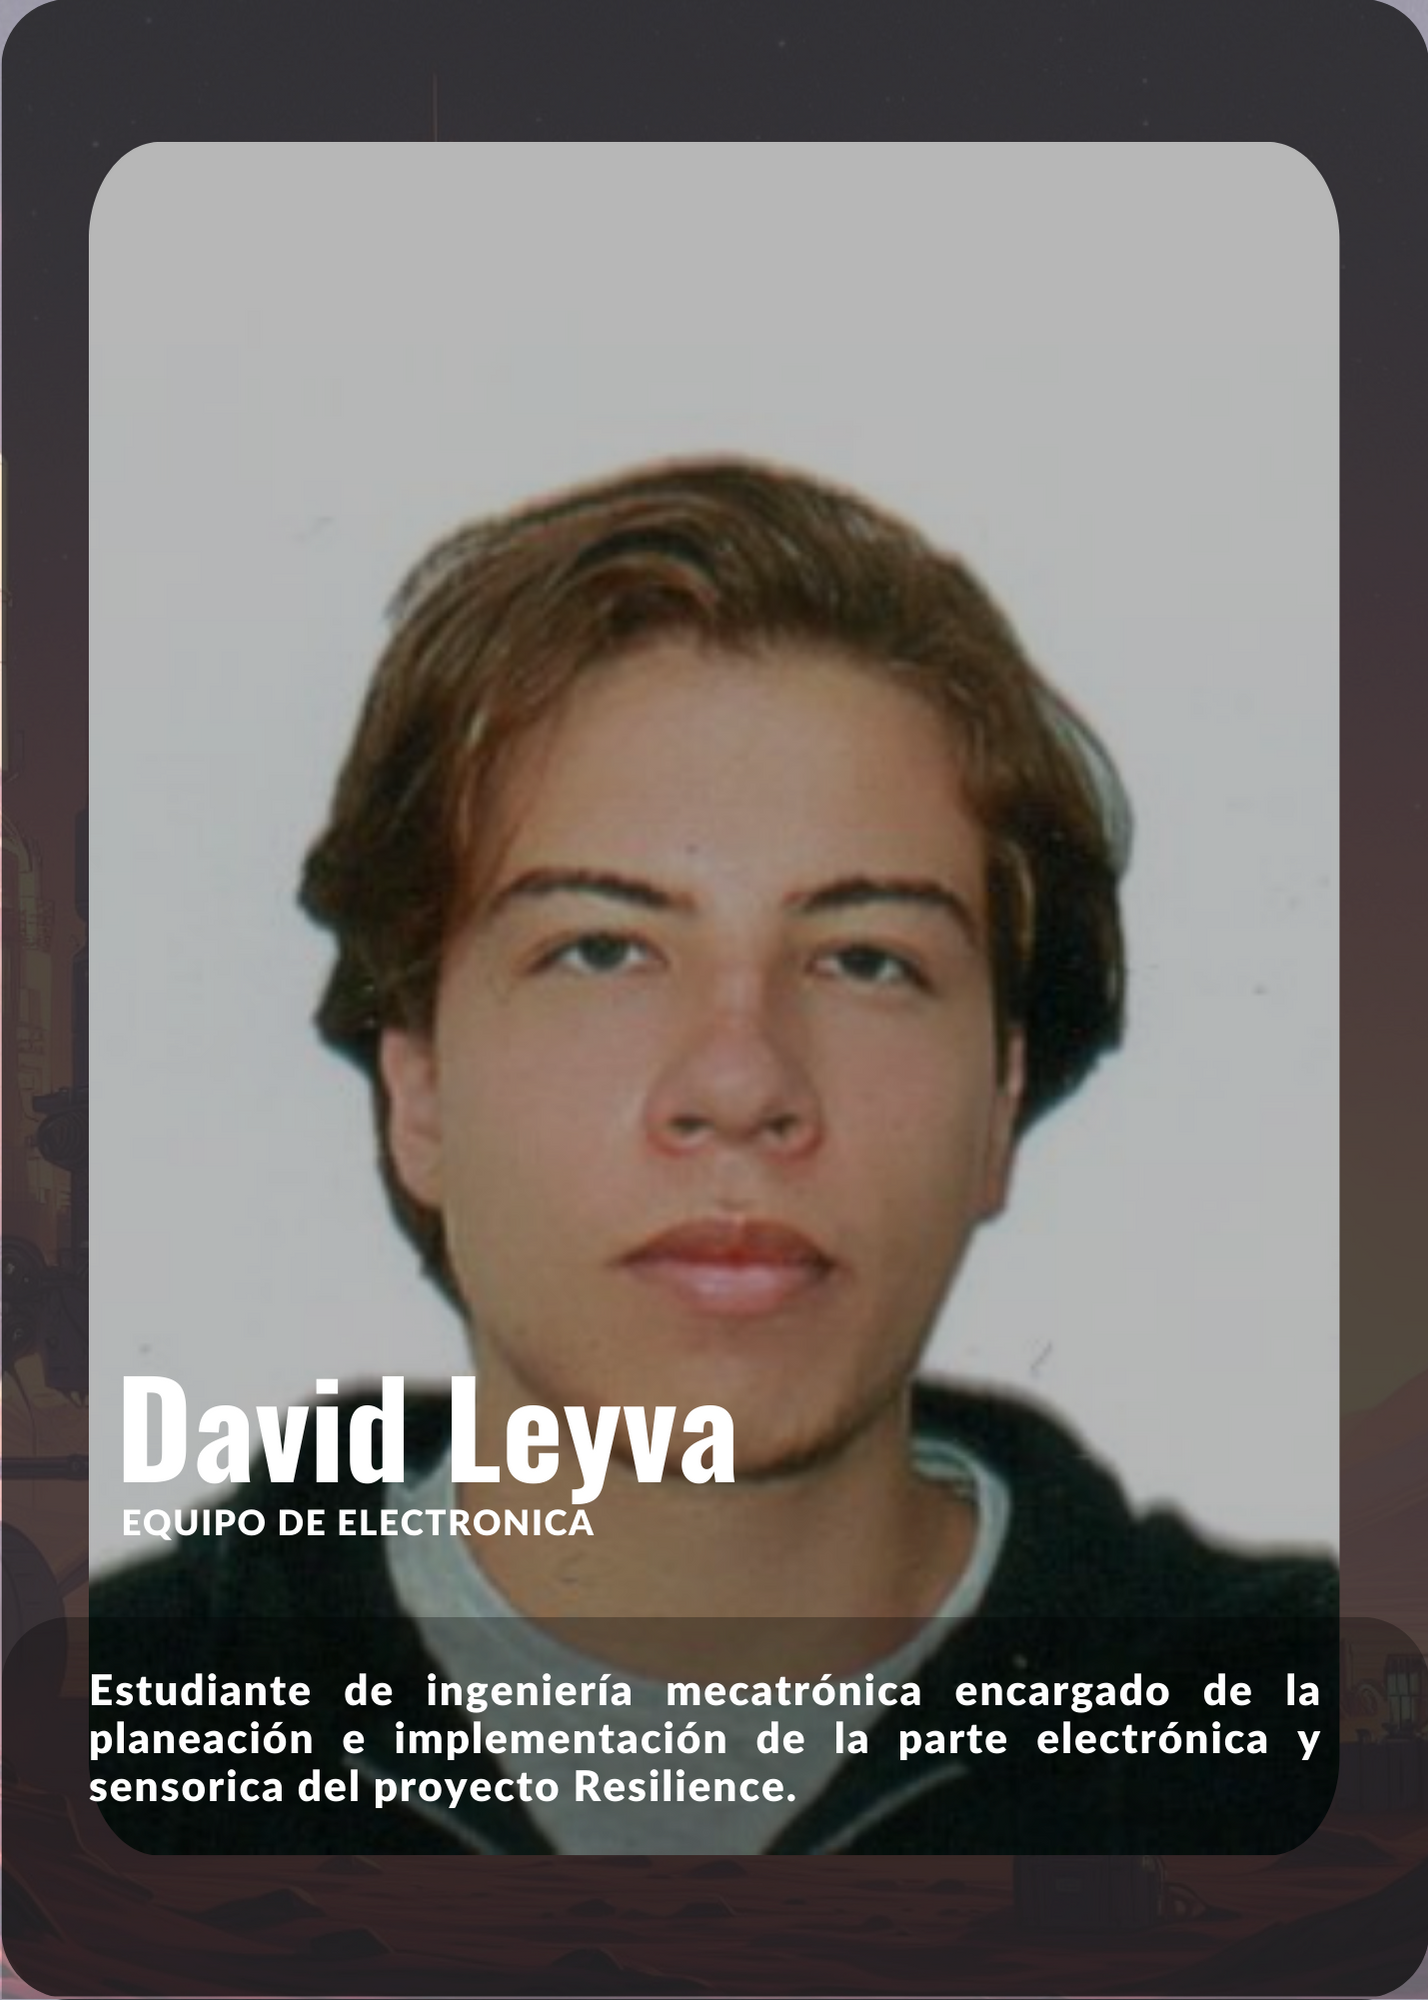 David Leyva
EQUIPO DE ELECTRONICA
Estudiante de ingeniería mecatrónica encargado de la
planeación e implementación de la parte electrónica y
sensorica del proyecto Resilience.